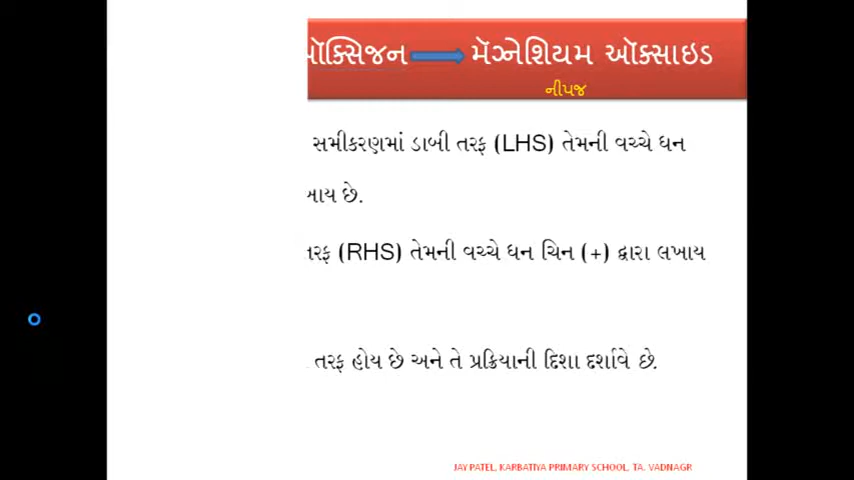 ઑક્સિજન મૅગ્નેશિયમ ઑક્સાઇડ
નીપજ
સમીકરણમાં ડાબી તરફ (LHS) તેમની વચ્ચે ધન
છે.
(RHS) તેમની વચ્ચે ધન ચિન (+) દ્વારા લખાય
તરફ હોય છે અને તે પ્રક્રિયાની દિશા દર્શાવે છે.
JAY PATEL, KARBATIYA PRIMARY SCHOOL, TA. VADNAGR